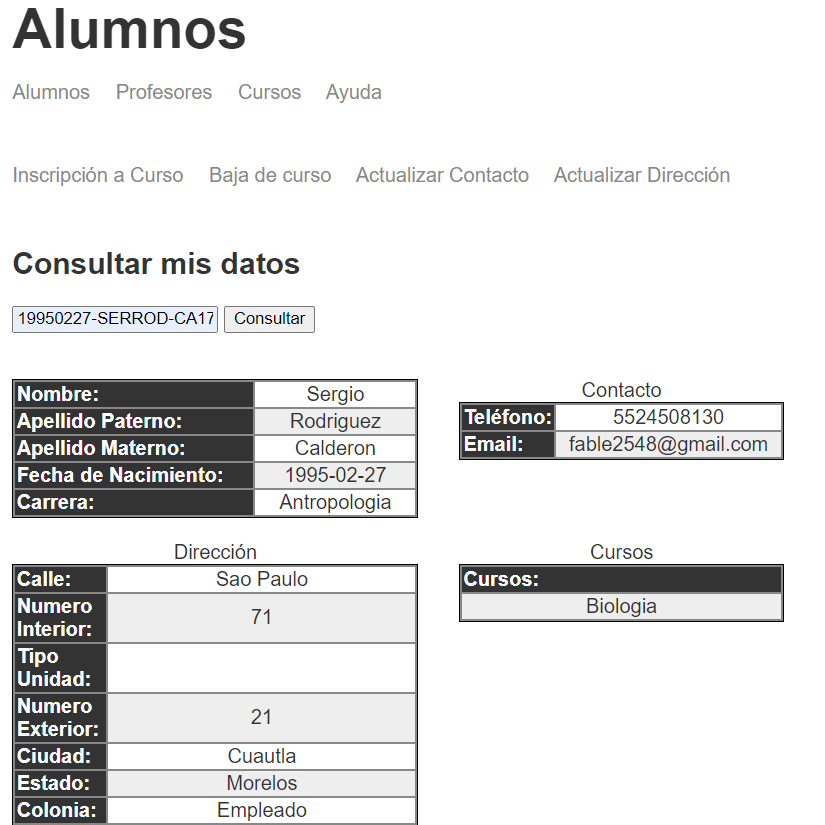 Alumnos
Alumnos Profesores Cursos Ayuda
Inscripción a Curso Baja de curso Actualizar Contacto Actualizar Dirección
Consultar mis datos
19950227-SERROD-CA17 Consultar
Nombre: Sergio
Apellido Paterno: Rodriguez
Apellido Materno: Calderon
Fecha de Nacimiento: 1995-02-27
Carrera: Antropologia
Contacto
Teléfono: 5524508130
Email: fable2548@gmail.com
Dirección
Calle: Sao Paulo
Numero
Interior: 71
Tipo
Unidad:
Numero
Exterior: 21
Ciudad: Cuautla
Estado: Morelos
Colonia: Empleado
Cursos
Cursos:
Biologia